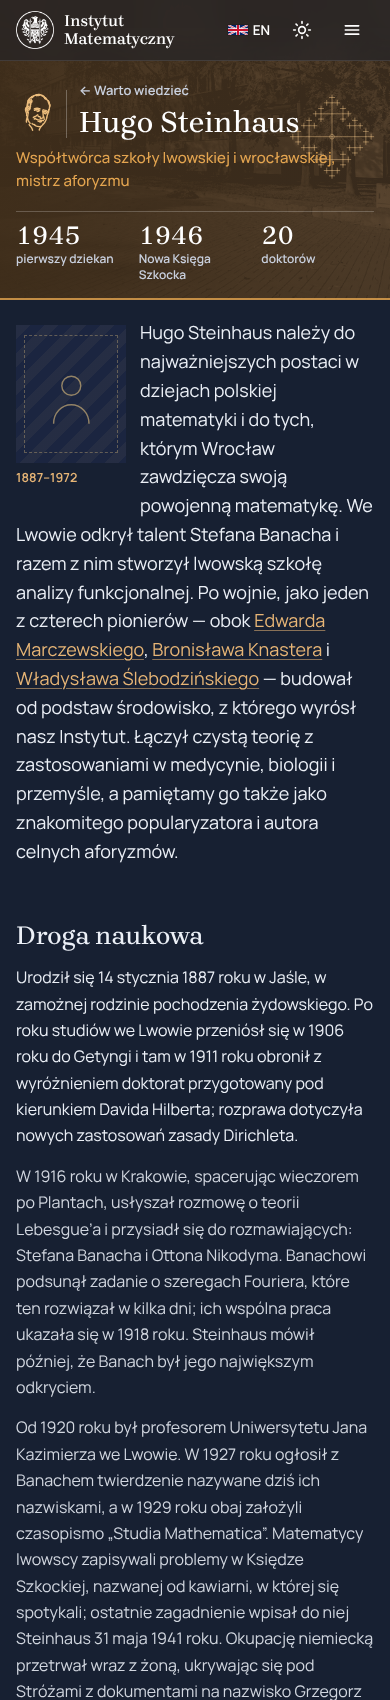 Instytut
Matematyczny
EN
← Warto wiedzieć
Hugo Steinhaus
Współtwórca szkoły lwowskiej i wrocławskiej,
mistrz aforyzmu
1945
pierwszy dziekan
1946
Nowa Księga
Szkocka
20
doktorów
1887–1972
Hugo Steinhaus należy do
najważniejszych postaci w
dziejach polskiej
matematyki i do tych,
którym Wrocław
zawdzięcza swoją
powojenną matematykę. We
Lwowie odkrył talent Stefana Banacha i
razem z nim stworzył lwowską szkołę
analizy funkcjonalnej. Po wojnie, jako jeden
z czterech pionierów — obok Edwarda
Marczewskiego, Bronisława Knastera i
Władysława Ślebodzińskiego — budował
od podstaw środowisko, z którego wyrósł
nasz Instytut. Łączył czystą teorię z
zastosowaniami w medycynie, biologii i
przemyśle, a pamiętamy go także jako
znakomitego popularyzatora i autora
celnych aforyzmów.
Droga naukowa
Urodził się 14 stycznia 1887 roku w Jaśle, w
zamożnej rodzinie pochodzenia żydowskiego. Po
roku studiów we Lwowie przeniósł się w 1906
roku do Getyngi i tam w 1911 roku obronił z
wyróżnieniem doktorat przygotowany pod
kierunkiem Davida Hilberta; rozprawa dotyczyła
nowych zastosowań zasady Dirichleta.
W 1916 roku w Krakowie, spacerując wieczorem
po Plantach, usłyszał rozmowę o teorii
Lebesgue’a i przysiadł się do rozmawiających:
Stefana Banacha i Ottona Nikodyma. Banachowi
podsunął zadanie o szeregach Fouriera, które
ten rozwiązał w kilka dni; ich wspólna praca
ukazała się w 1918 roku. Steinhaus mówił
później, że Banach był jego największym
odkryciem.
Od 1920 roku był profesorem Uniwersytetu Jana
Kazimierza we Lwowie. W 1927 roku ogłosił z
Banachem twierdzenie nazywane dziś ich
nazwiskami, a w 1929 roku obaj założyli
czasopismo „Studia Mathematica”. Matematycy
lwowscy zapisywali problemy w Księdze
Szkockiej, nazwanej od kawiarni, w której się
spotykali; ostatnie zagadnienie wpisał do niej
Steinhaus 31 maja 1941 roku. Okupację niemiecką
przetrwał wraz z żoną, ukrywając się pod
Stróżami z dokumentami na nazwisko Grzegorz